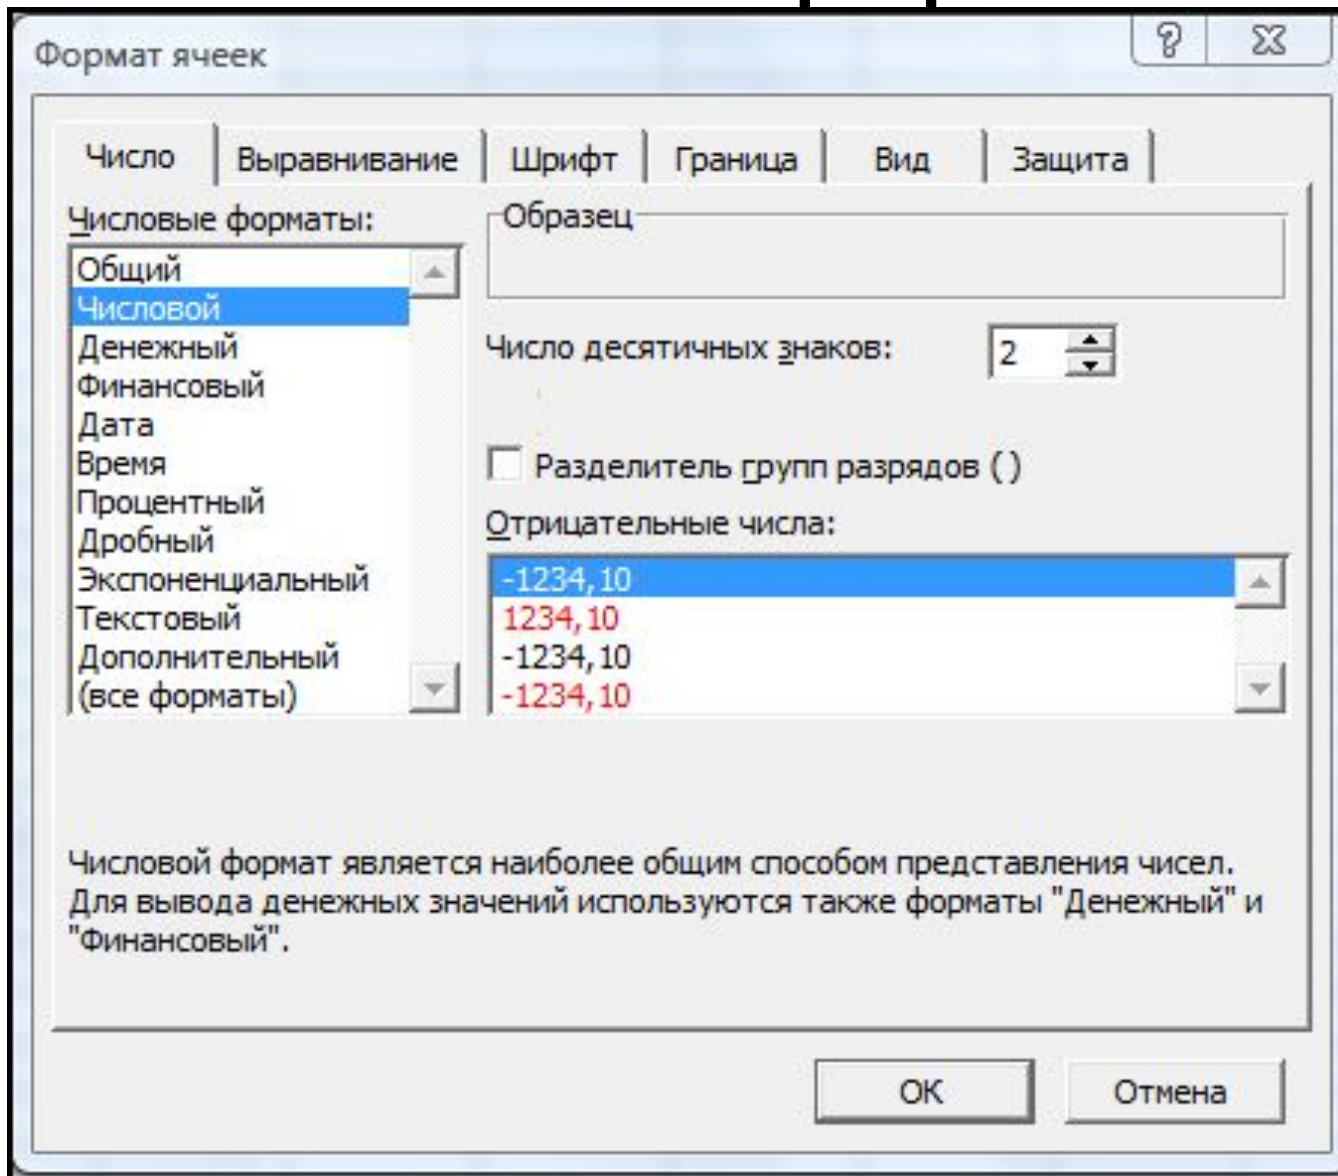 Формат ячеек
Число Выравнивание Шрифт Граница Вид Защита
Числовые форматы:
Общий
Числовой
Денежный
Финансовый
Дата
Время
Процентный
Дробный
Экспоненциальный
Текстовый
Дополнительный
(все форматы)
Образец
Число десятичных знаков: 2
Разделитель групп разрядов ( )
Отрицательные числа:
-1234,10
1234,10
-1234,10
-1234,10
Числовой формат является наиболее общим способом представления чисел.
Для вывода денежных значений используются также форматы "Денежный" и
"Финансовый".
ОК Отмена